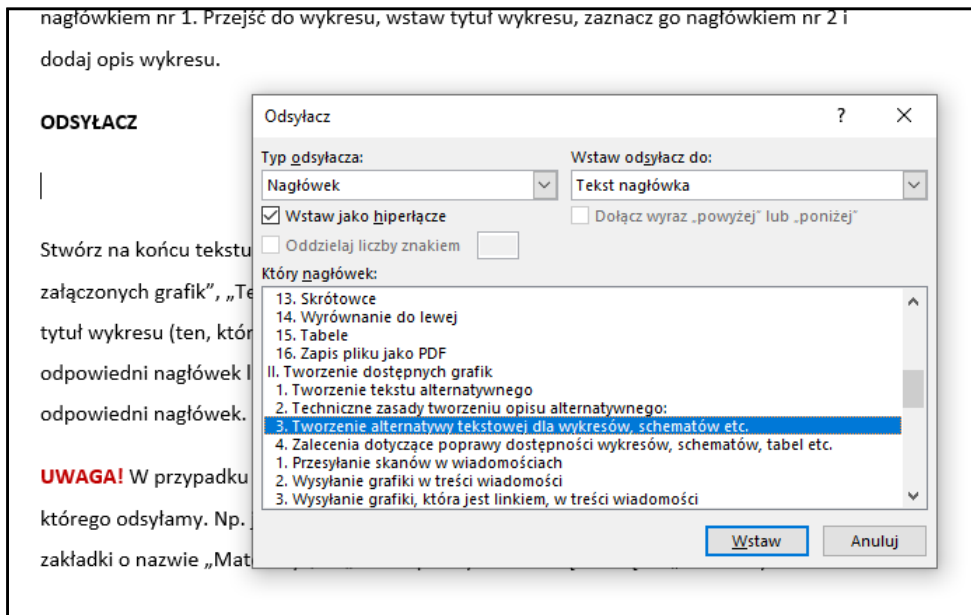 nagłówkiem nr 1. Przejść do wykresu, wstaw tytuł wykresu, zaznacz go nagłówkiem nr 2 i
dodaj opis wykresu.
ODSYŁACZ
Odsyłacz ? ×
Typ odsyłacza: Wstaw odsyłacz do:
Nagłówek Tekst nagłówka
Wstaw jako hiperłącze Dołącz wyraz „powyżej” lub „poniżej”
Oddzielaj liczby znakiem
Który nagłówek:
13. Skrótowce
14. Wyrównanie do lewej
15. Tabele
16. Zapis pliku jako PDF
II. Tworzenie dostępnych grafik
1. Tworzenie tekstu alternatywnego
2. Techniczne zasady tworzeniu opisu alternatywnego:
3. Tworzenie alternatywy tekstowej dla wykresów, schematów etc.
4. Zalecenia dotyczące poprawy dostępności wykresów, schematów, tabel etc.
1. Przesyłanie skanów w wiadomościach
2. Wysyłanie grafiki w treści wiadomości
3. Wysyłanie grafiki, która jest linkiem, w treści wiadomości
Wstaw Anuluj
Stwórz na końcu tekstu
załączonych grafik”, „Te
tytuł wykresu (ten, któr
odpowiedni nagłówek l
odpowiedni nagłówek.
UWAGA! W przypadku
którego odsyłamy. Np. j
zakładki o nazwie „Mat